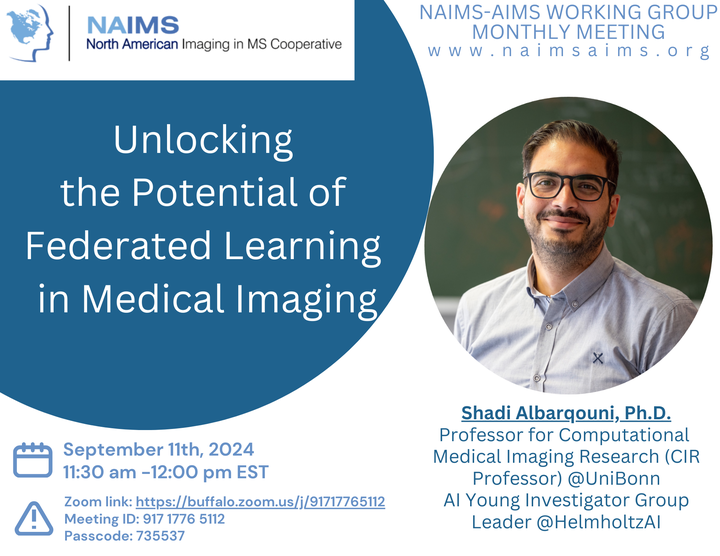 NAIMS
North American Imaging in MS Cooperative
NAIMS-AIMS WORKING GROUP
MONTHLY MEETING
www.naimsaims.org
Unlocking
the Potential of
Federated Learning
in Medical Imaging
Shadi Albarqouni, Ph.D.
Professor for Computational
Medical Imaging Research (CIR
Professor) @UniBonn
AI Young Investigator Group
Leader @HelmholtzAI
September 11th, 2024
11:30 am -12:00 pm EST
Zoom link: https://buffalo.zoom.us/j/91717765112
Meeting ID: 917 1776 5112
Passcode: 735537